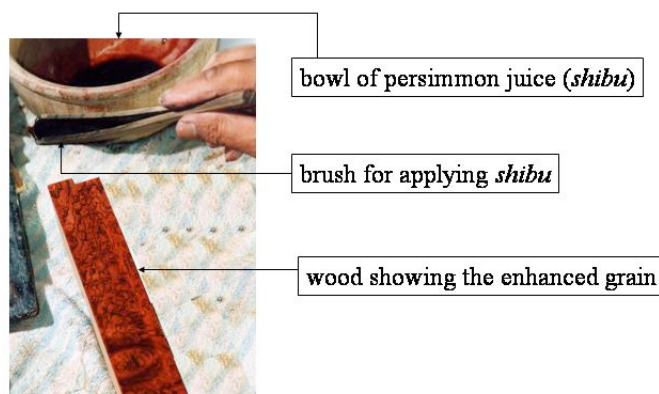 bowl of persimmon juice (shibu)
brush for applying shibu
wood showing the enhanced grain